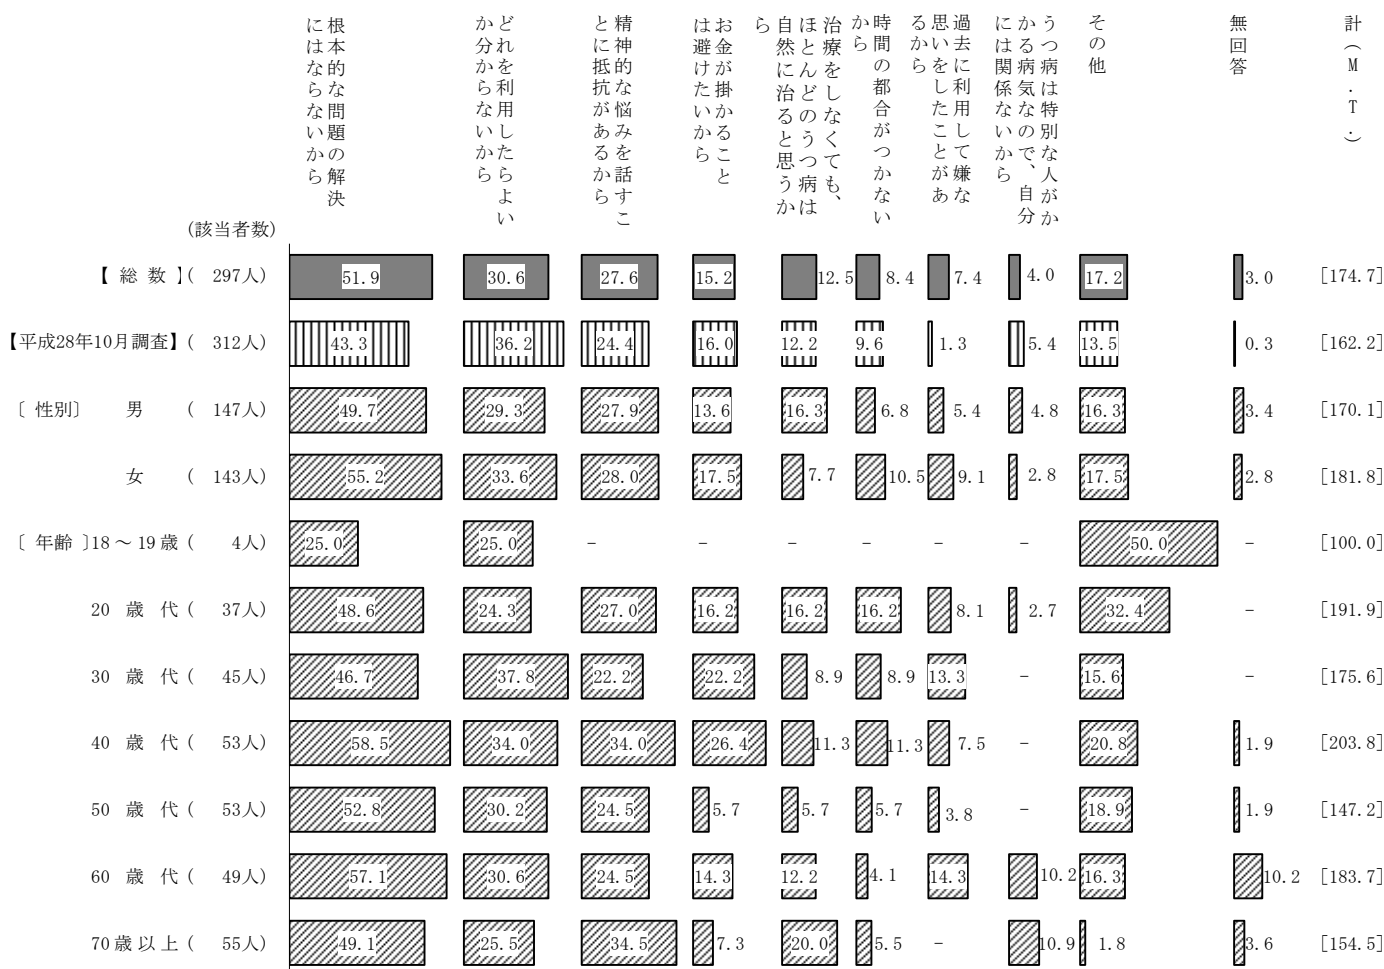 根本的な問題の解決
にはならないから
どれを利用したらよい
か分からないから
精神的な悩みを話すこ
とに抵抗があるから
お金が掛かること
は避けたいから
治療をしなくても、
ほとんどのうつ病は
自然に治ると思うか
ら
時間の都合がつかない
から
過去に利用して嫌な
思いをしたことがあ
るから
うつ病は特別な人がか
かる病気なので、自分
には関係ないから
その他
無回答
計(M.T.)
(該当者数)
【 総 数 】( 297人) 51.9 30.6 27.6 15.2 12.5 8.4 7.4 4.0 17.2 3.0 [174.7]
【平成28年10月調査】( 312人) 43.3 36.2 24.4 16.0 12.2 9.6 1.3 5.4 13.5 0.3 [162.2]
〔 性別〕 男 ( 147人) 49.7 29.3 27.9 13.6 16.3 6.8 5.4 4.8 16.3 3.4 [170.1]
女 ( 143人) 55.2 33.6 28.0 17.5 7.7 10.5 9.1 2.8 17.5 2.8 [181.8]
〔 年齢 〕18 ～ 19 歳 ( 4人) 25.0 25.0 － － － － － － 50.0 － [100.0]
20 歳 代 ( 37人) 48.6 24.3 27.0 16.2 16.2 16.2 8.1 2.7 32.4 － [191.9]
30 歳 代 ( 45人) 46.7 37.8 22.2 22.2 8.9 8.9 13.3 － 15.6 － [175.6]
40 歳 代 ( 53人) 58.5 34.0 34.0 26.4 11.3 11.3 7.5 － 20.8 1.9 [203.8]
50 歳 代 ( 53人) 52.8 30.2 24.5 5.7 5.7 5.7 3.8 － 18.9 1.9 [147.2]
60 歳 代 ( 49人) 57.1 30.6 24.5 14.3 12.2 4.1 14.3 10.2 16.3 10.2 [183.7]
70 歳 以 上 ( 55人) 49.1 25.5 34.5 7.3 20.0 5.5 － 10.9 1.8 3.6 [154.5]